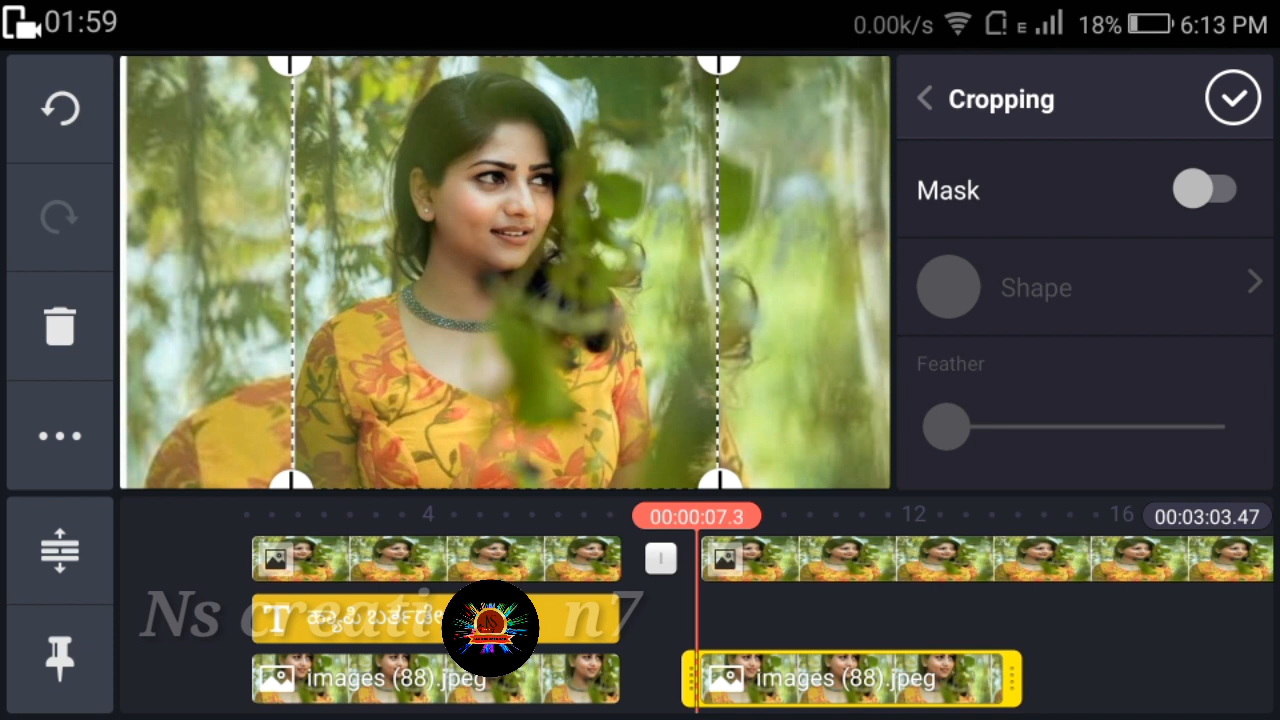 01:59
0.00k/s
E
18%
6:13 PM
Cropping
Mask
Shape
Feather
4
00:00:07.3
12
16
00:03:03.47
T ಹ್ಯಾಪಿ ಬರ್ತಡೇ
Ns creati n7
images (88).jpeg
images (88).jpeg